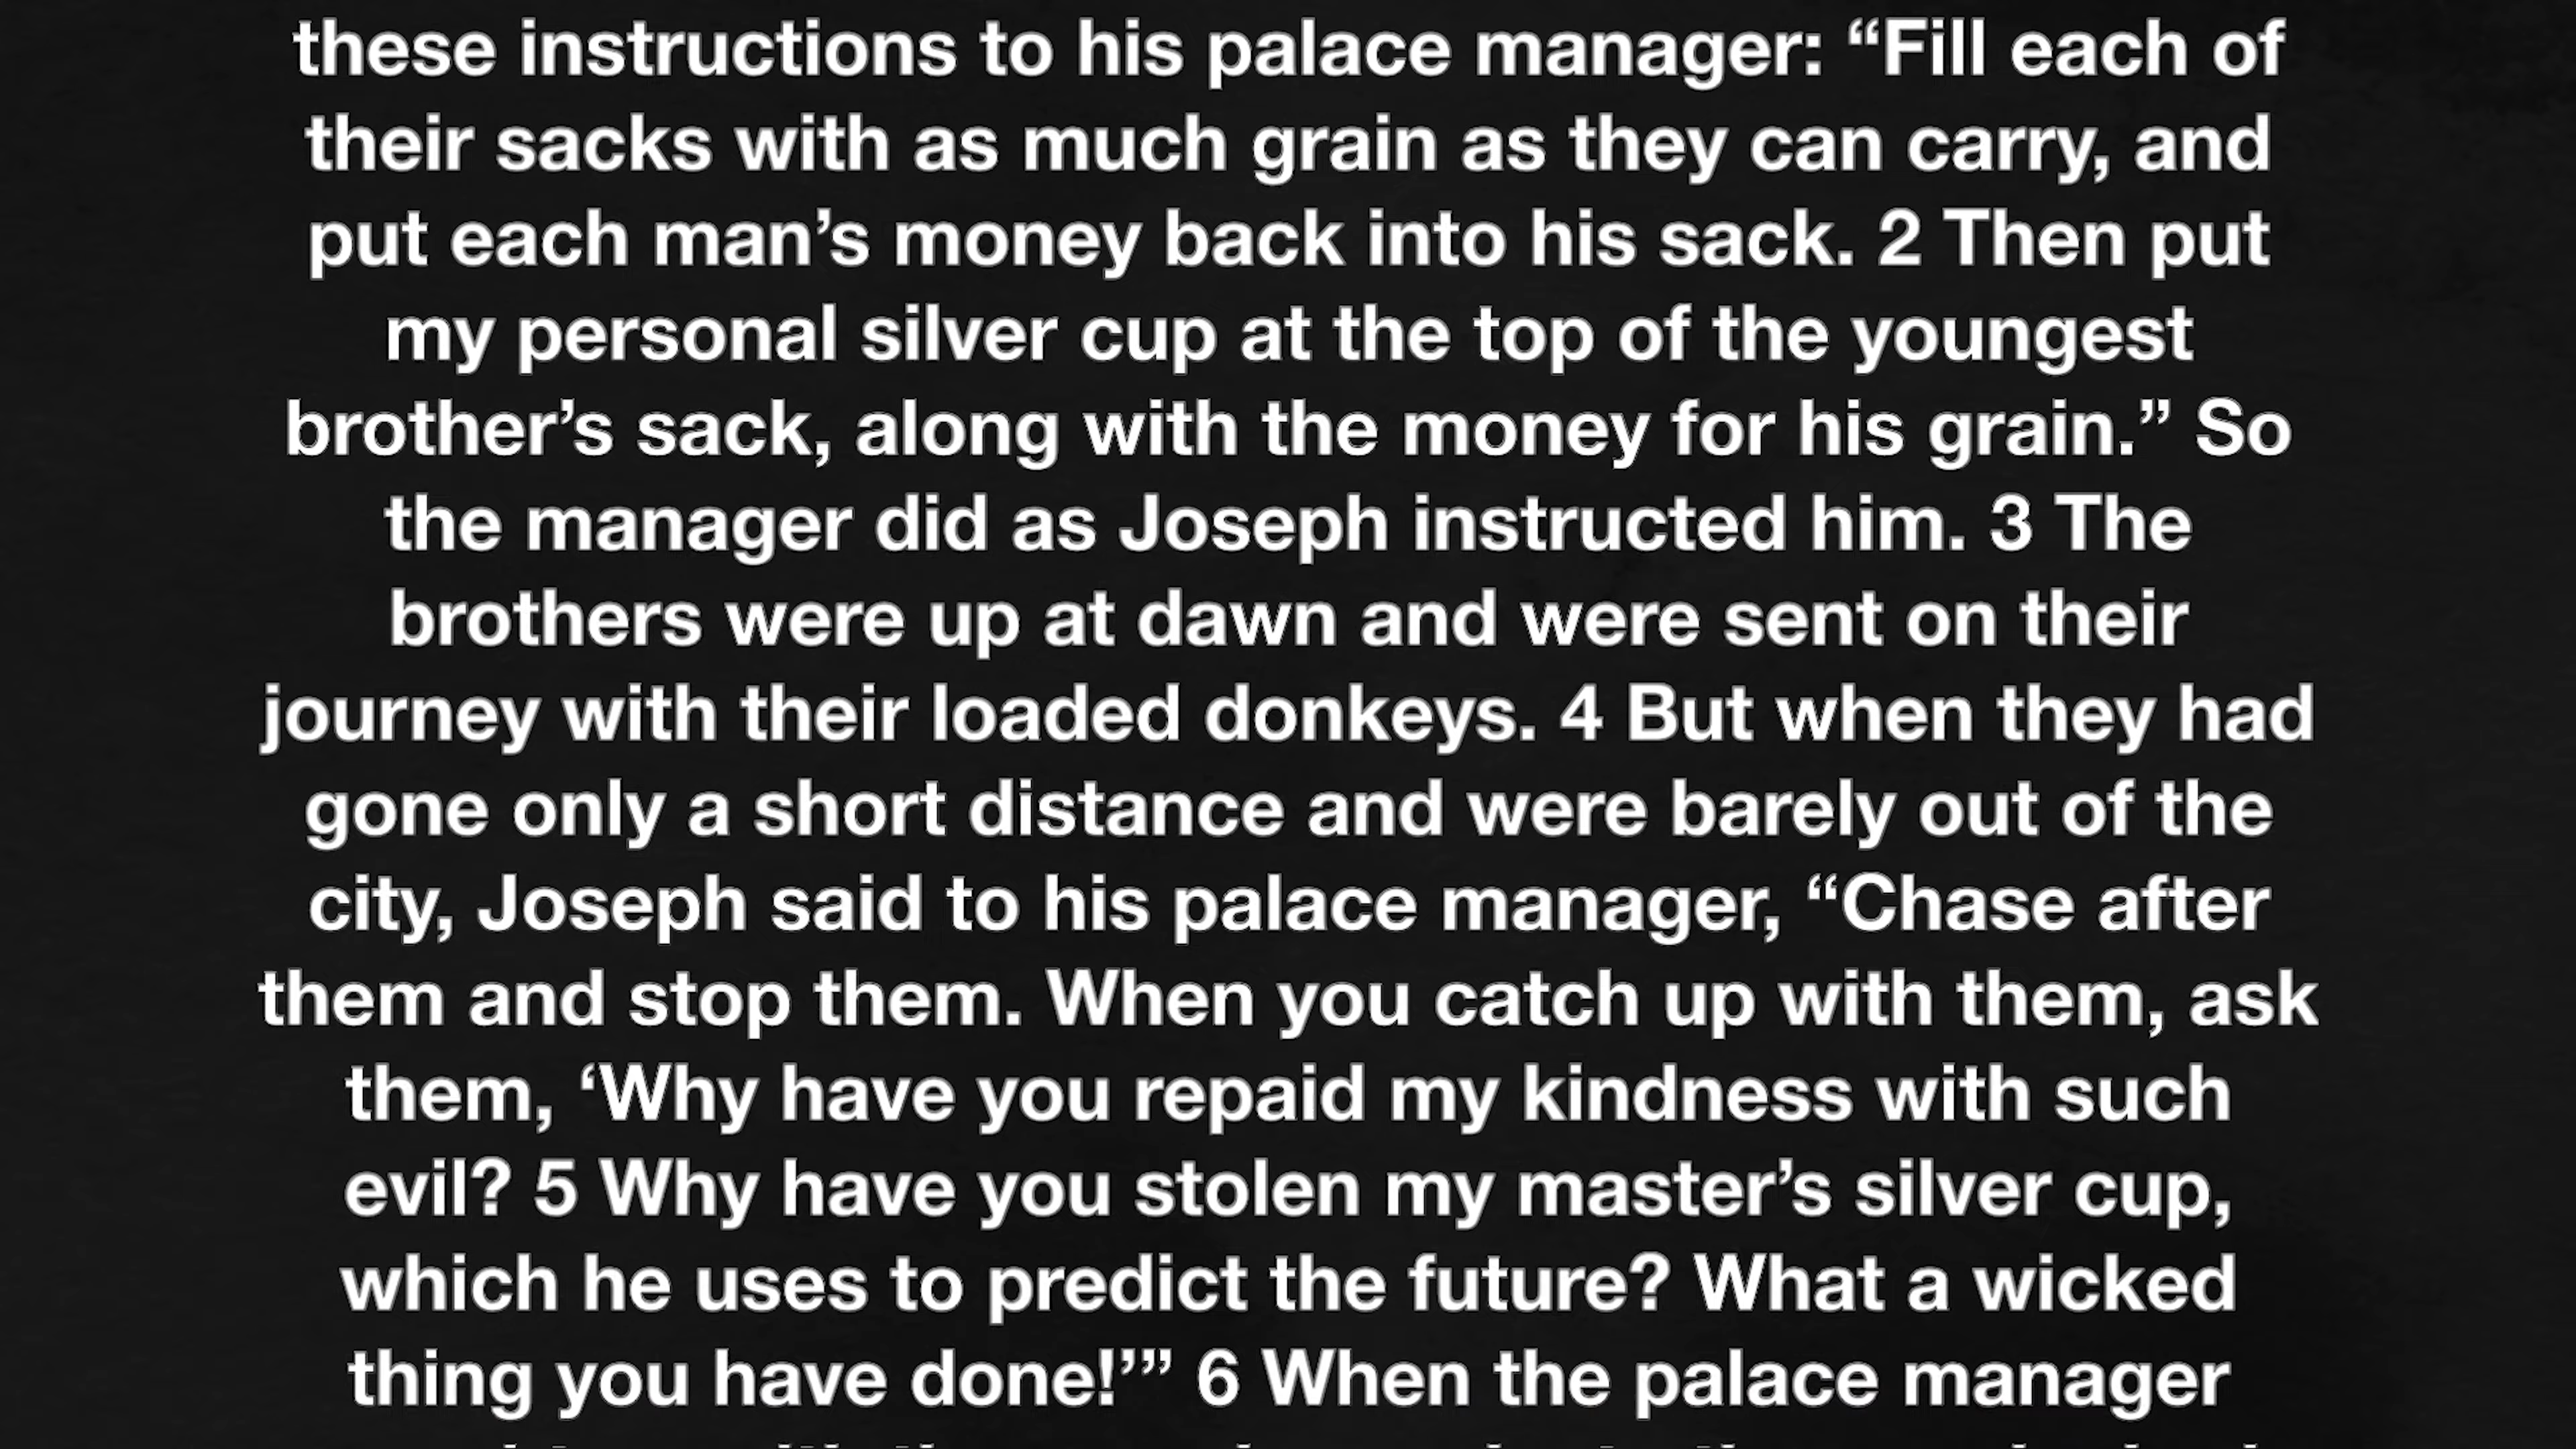 these instructions to his palace manager: “Fill each of
their sacks with as much grain as they can carry, and
put each man’s money back into his sack. 2 Then put
my personal silver cup at the top of the youngest
brother’s sack, along with the money for his grain.” So
the manager did as Joseph instructed him. 3 The
brothers were up at dawn and were sent on their
journey with their loaded donkeys. 4 But when they had
gone only a short distance and were barely out of the
city, Joseph said to his palace manager, “Chase after
them and stop them. When you catch up with them, ask
them, ‘Why have you repaid my kindness with such
evil? 5 Why have you stolen my master’s silver cup,
which he uses to predict the future? What a wicked
thing you have done!’” 6 When the palace manager